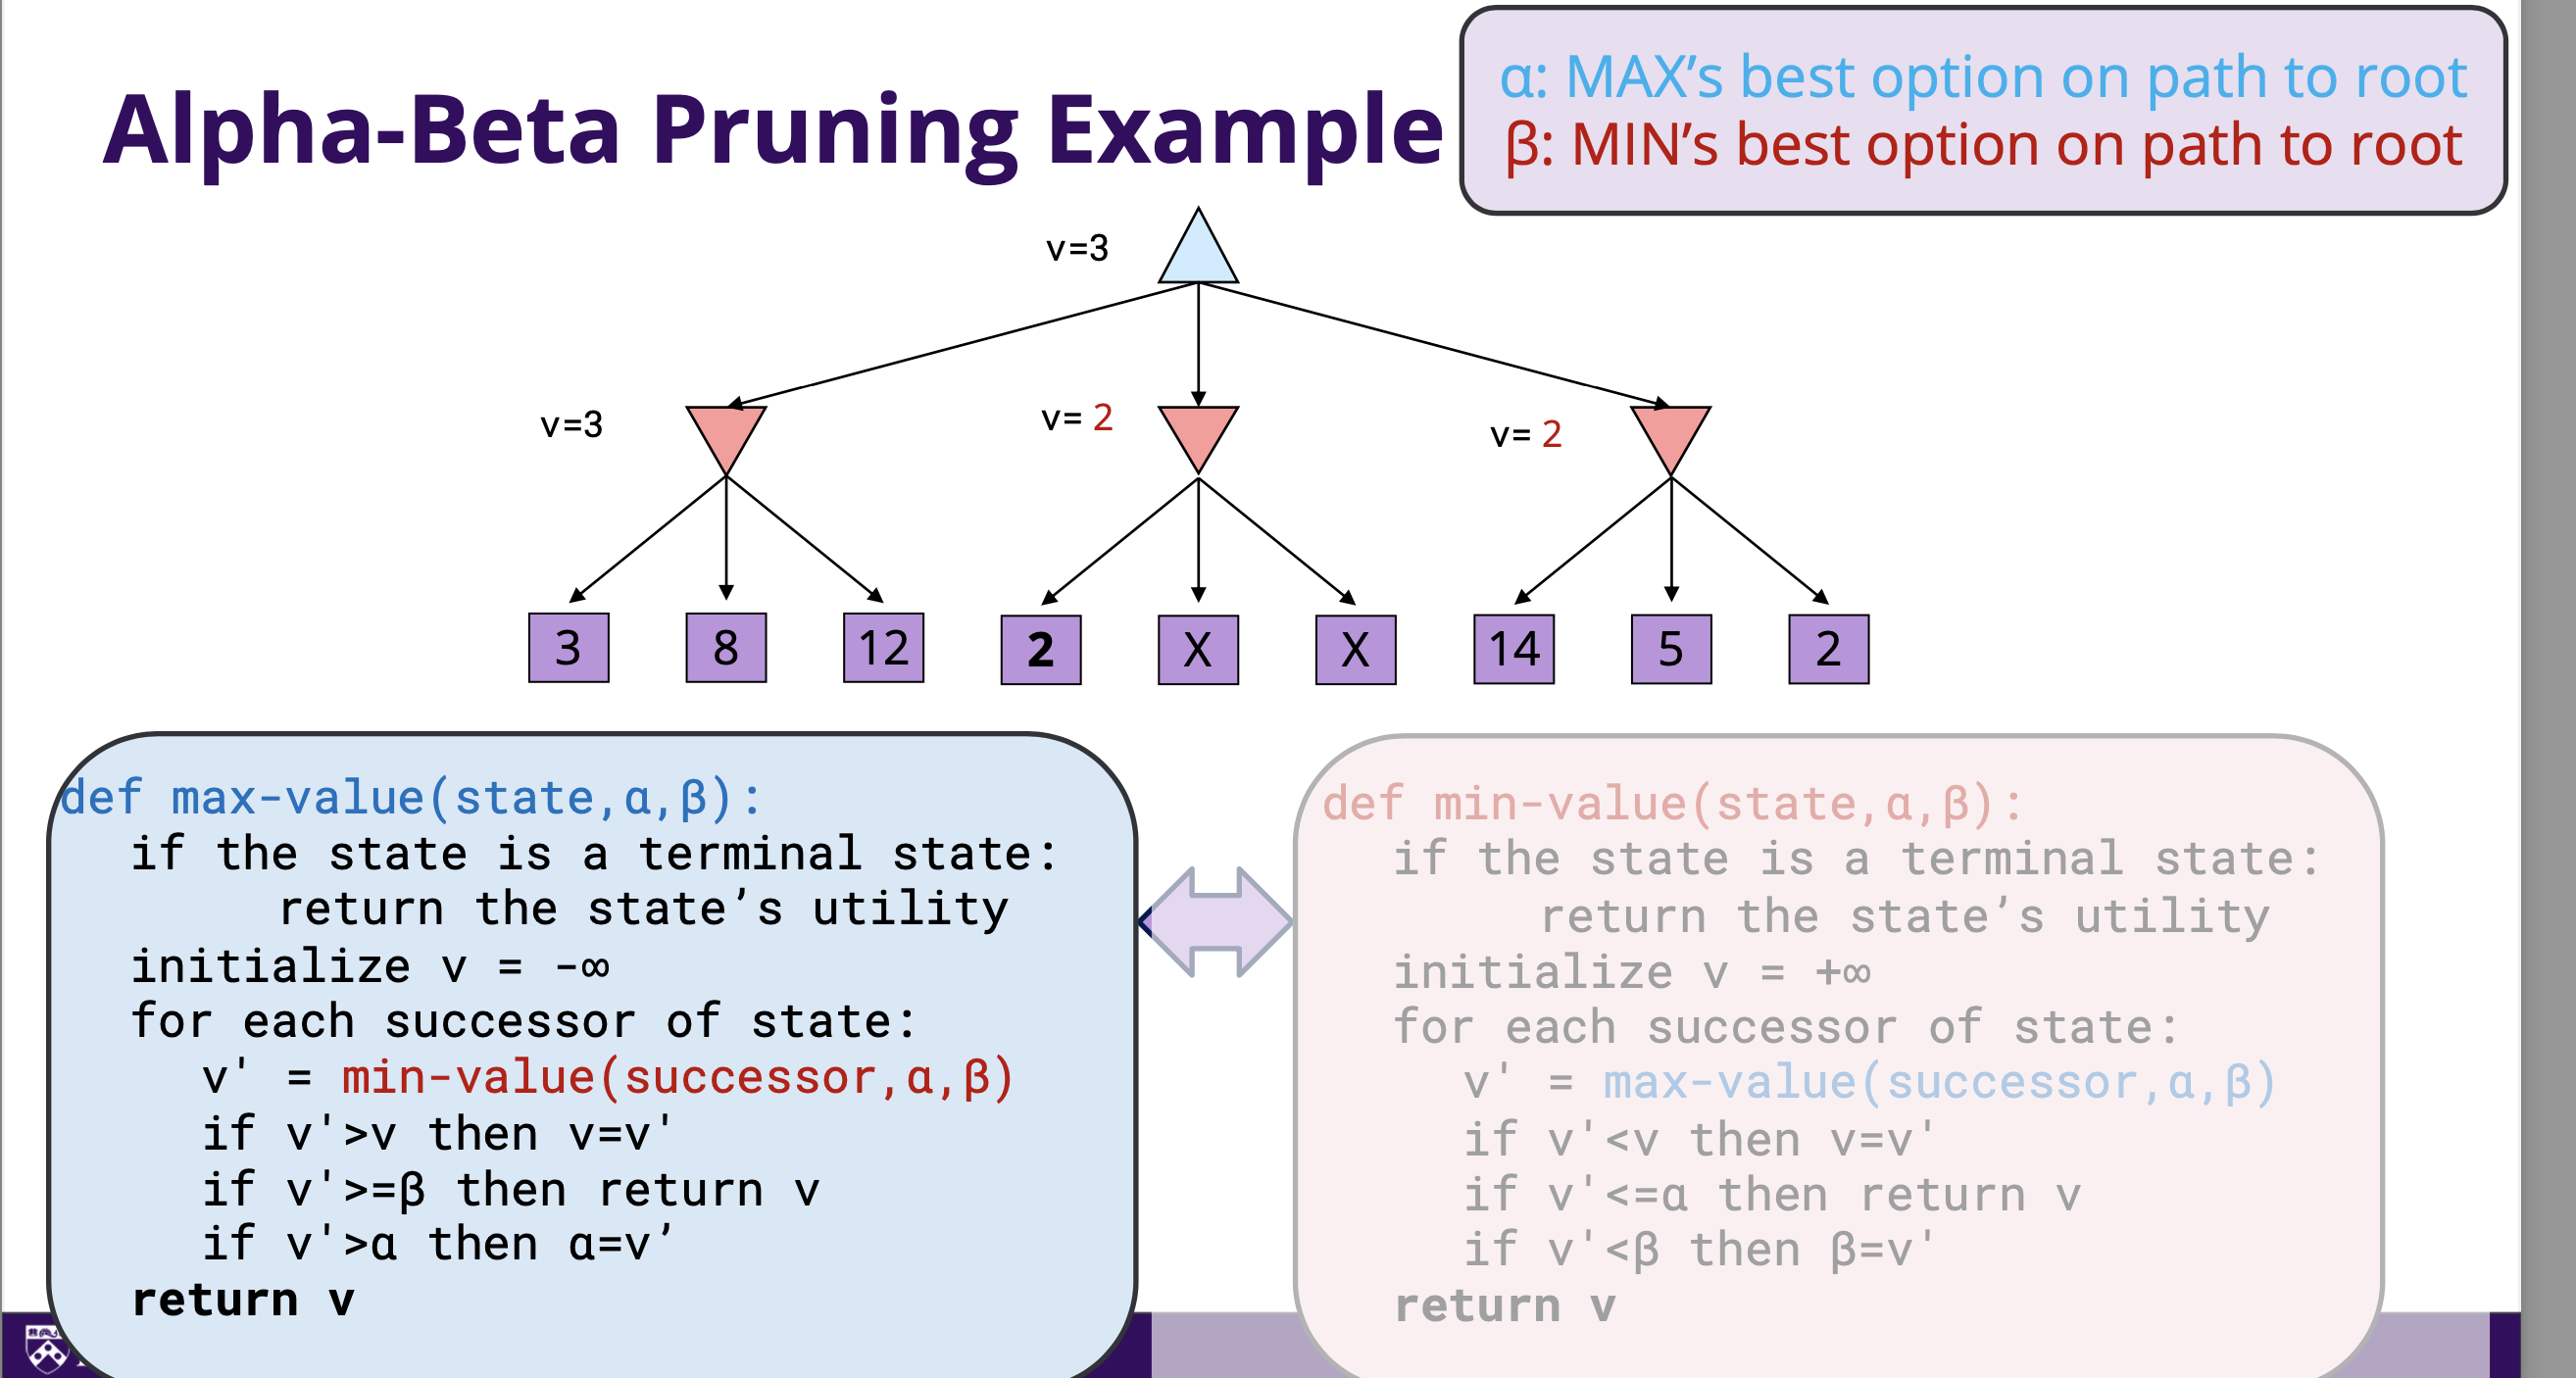 Alpha-Beta Pruning Example
α: MAX’s best option on path to root
β: MIN’s best option on path to root
v=3
v=3
v= 2
v= 2
3 8 12 2 X X 14 5 2
def max-value(state,α,β):
if the state is a terminal state:
return the state’s utility
initialize v = -∞
for each successor of state:
v' = min-value(successor,α,β)
if v'>v then v=v'
if v'>=β then return v
if v'>α then α=v’
return v
def min-value(state,α,β):
if the state is a terminal state:
return the state’s utility
initialize v = +∞
for each successor of state:
v' = max-value(successor,α,β)
if v'<v then v=v'
if v'<=α then return v
if v'<β then β=v'
return v